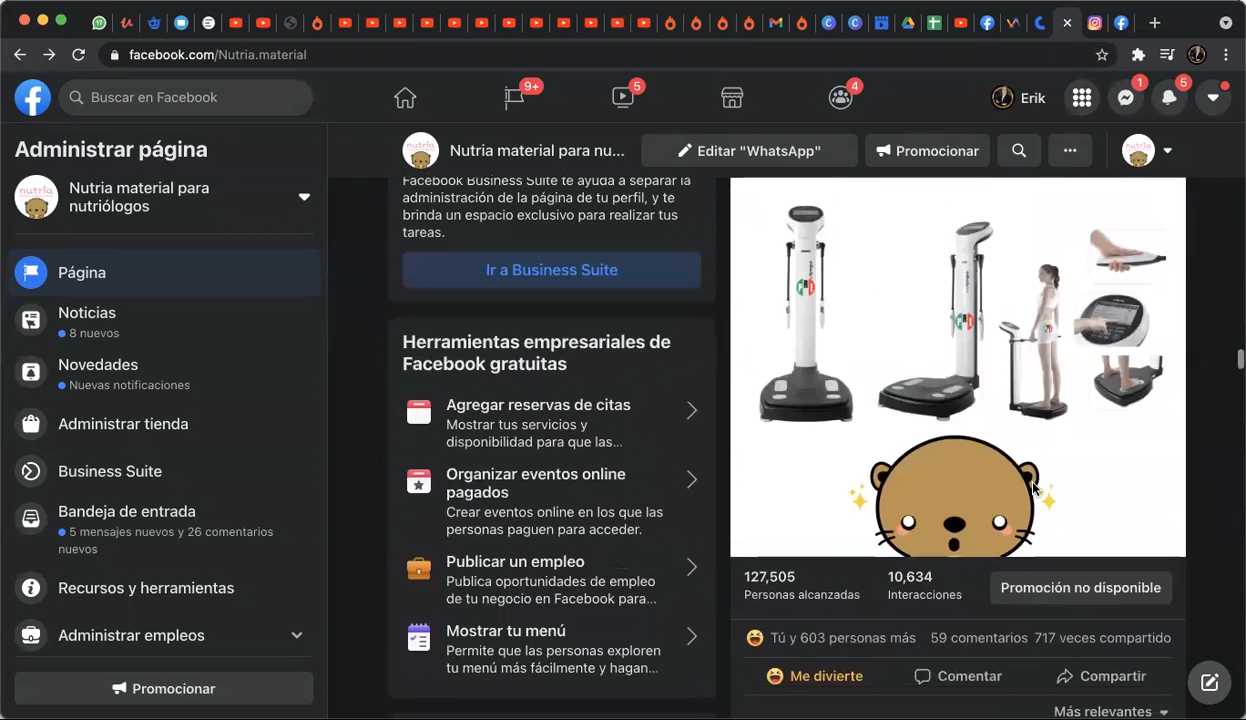 facebook.com/Nutria.material
Buscar en Facebook
9+
5
4
Erik
1
5
Administrar página
Nutria material para
nutriólogos
Página
Noticias
8 nuevos
Novedades
Nuevas notificaciones
Administrar tienda
Business Suite
Bandeja de entrada
5 mensajes nuevos y 26 comentarios
nuevos
Recursos y herramientas
Administrar empleos
Promocionar
nutria
Nutria material para nu...
Editar "WhatsApp"
Promocionar
Facebook Business Suite te ayuda a separar la
administración de la página de tu perfil, y te
brinda un espacio exclusivo para realizar tus
tareas.
Ir a Business Suite
Herramientas empresariales de
Facebook gratuitas
Agregar reservas de citas
Mostrar tus servicios y
disponibilidad para que las...
Organizar eventos online
pagados
Crear eventos online en los que las
personas paguen para acceder.
Publicar un empleo
Publica oportunidades de empleo
de tu negocio en Facebook para...
Mostrar tu menú
Permite que las personas exploren
tu menú más fácilmente y hagan...
127,505
Personas alcanzadas
10,634
Interacciones
Promoción no disponible
Tú y 603 personas más
59 comentarios
717 veces compartido
Me divierte
Comentar
Compartir
Más relevantes